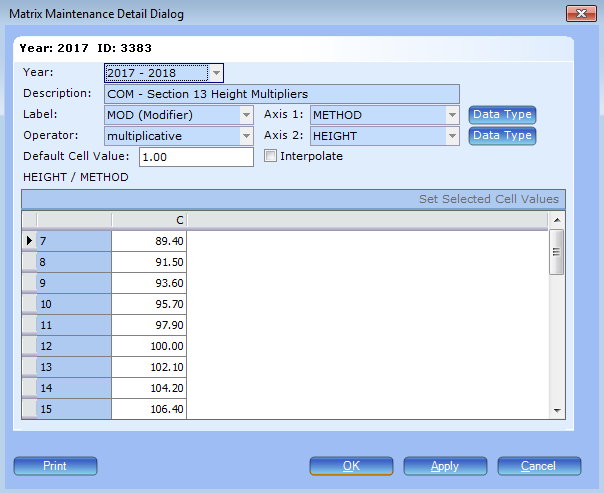 Matrix Maintenance Detail Dialog
Year: 2017 ID: 3383
Year: 2017 - 2018
Description: COM - Section 13 Height Multipliers
Label: MOD (Modifier) Axis 1: METHOD Data Type
Operator: multiplicative Axis 2: HEIGHT Data Type
Default Cell Value: 1.00 Interpolate
HEIGHT / METHOD
Set Selected Cell Values
C
7 89.40
8 91.50
9 93.60
10 95.70
11 97.90
12 100.00
13 102.10
14 104.20
15 106.40
Print OK Apply Cancel